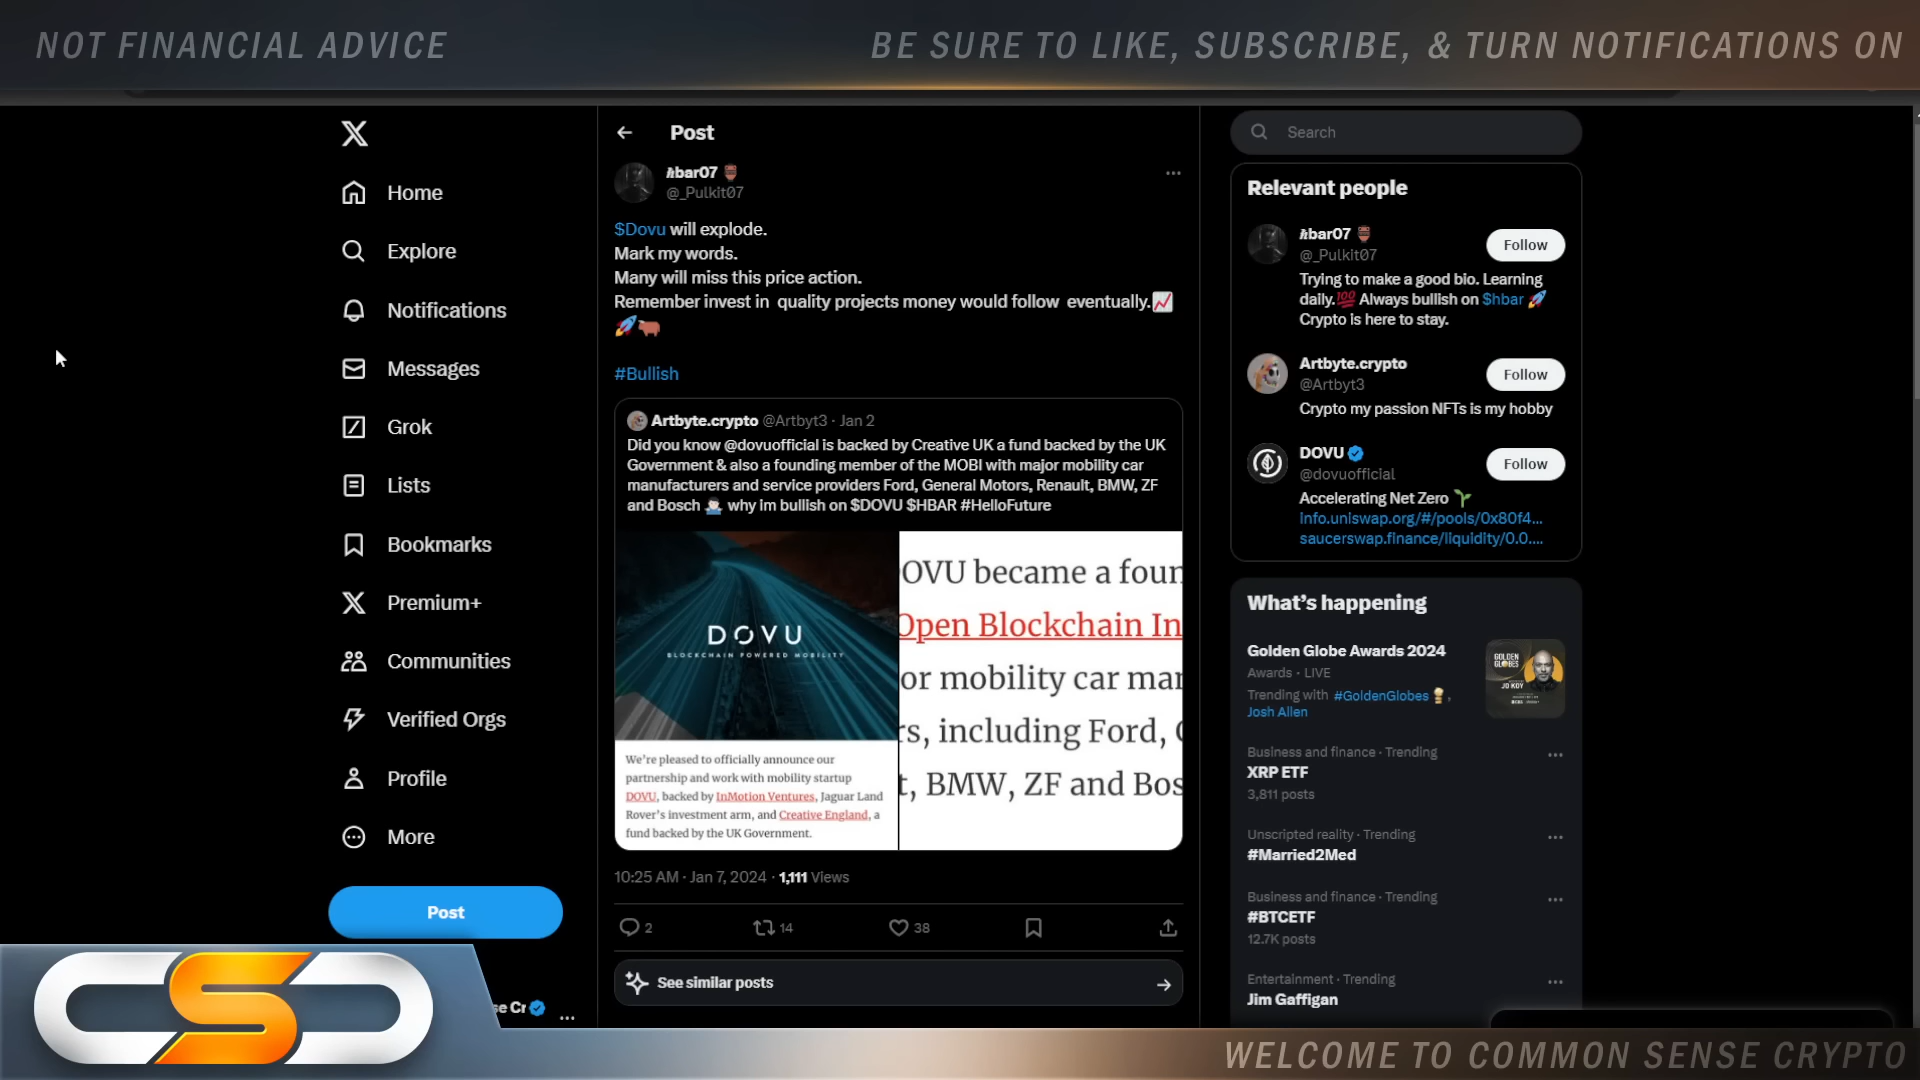 NOT FINANCIAL ADVICE
BE SURE TO LIKE, SUBSCRIBE, & TURN NOTIFICATIONS ON
Home
Explore
Notifications
Messages
Grok
Lists
Bookmarks
Premium+
Communities
Verified Orgs
Profile
More
Post
se Cr
Post
ħbar07
@_Pulkit07
$Dovu will explode.
Mark my words.
Many will miss this price action.
Remember invest in quality projects money would follow eventually.📈
🚀🐂
#Bullish
Artbyte.crypto @Artbyt3 · Jan 2
Did you know @dovuofficial is backed by Creative UK a fund backed by the UK
Government & also a founding member of the MOBI with major mobility car
manufacturers and service providers Ford, General Motors, Renault, BMW, ZF
and Bosch why im bullish on $DOVU $HBAR #HelloFuture
DOVU
BLOCKCHAIN POWERED MOBILITY
We're pleased to officially announce our
partnership and work with mobility startup
DOVU, backed by InMotion Ventures, Jaguar Land
Rover's investment arm, and Creative England, a
fund backed by the UK Government.
OVU became a foun
Open Blockchain In
or mobility car mar
rs, including Ford,
t, BMW, ZF and Bos
10:25 AM · Jan 7, 2024 · 1,111 Views
2 14 38
See similar posts
Search
Relevant people
ħbar07
@_Pulkit07
Follow
Trying to make a good bio. Learning
daily.💯 Always bullish on $hbar 🚀
Crypto is here to stay.
Artbyte.crypto
@Artbyt3
Follow
Crypto my passion NFTs is my hobby
DOVU
@dovuofficial
Follow
Accelerating Net Zero 🌱
info.uniswap.org/#/pools/0x80f4...
saucerswap.finance/liquidity/0.0....
What's happening
Golden Globe Awards 2024
Awards · LIVE
Trending with #GoldenGlobes ,
Josh Allen
GOLDEN
GLOBES
JO KOY
Business and finance · Trending
XRP ETF
3,811 posts
Unscripted reality · Trending
#Married2Med
Business and finance · Trending
#BTCETF
12.7K posts
Entertainment · Trending
Jim Gaffigan
CSC
WELCOME TO COMMON SENSE CRYPTO